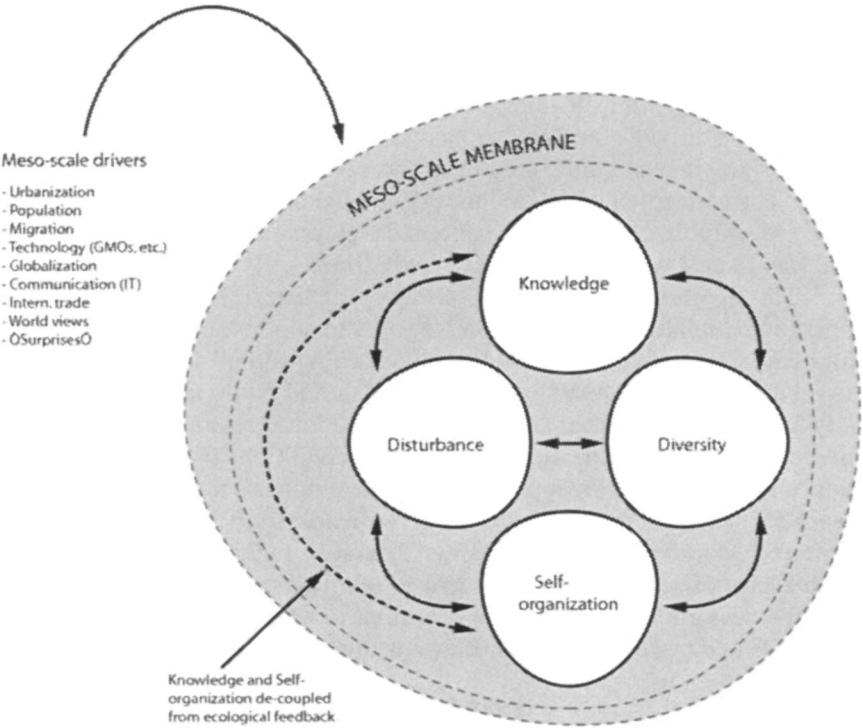 Meso-scale drivers
- Urbanization
- Population
- Migration
- Technology (GMOs, etc.)
- Globalization
- Communication (IT)
- Intern. trade
- World views
- ÒSurprisesÓ
MESO-SCALE MEMBRANE
Knowledge
Disturbance
Diversity
Self-
organization
Knowledge and Self-
organization de-coupled
from ecological feedback